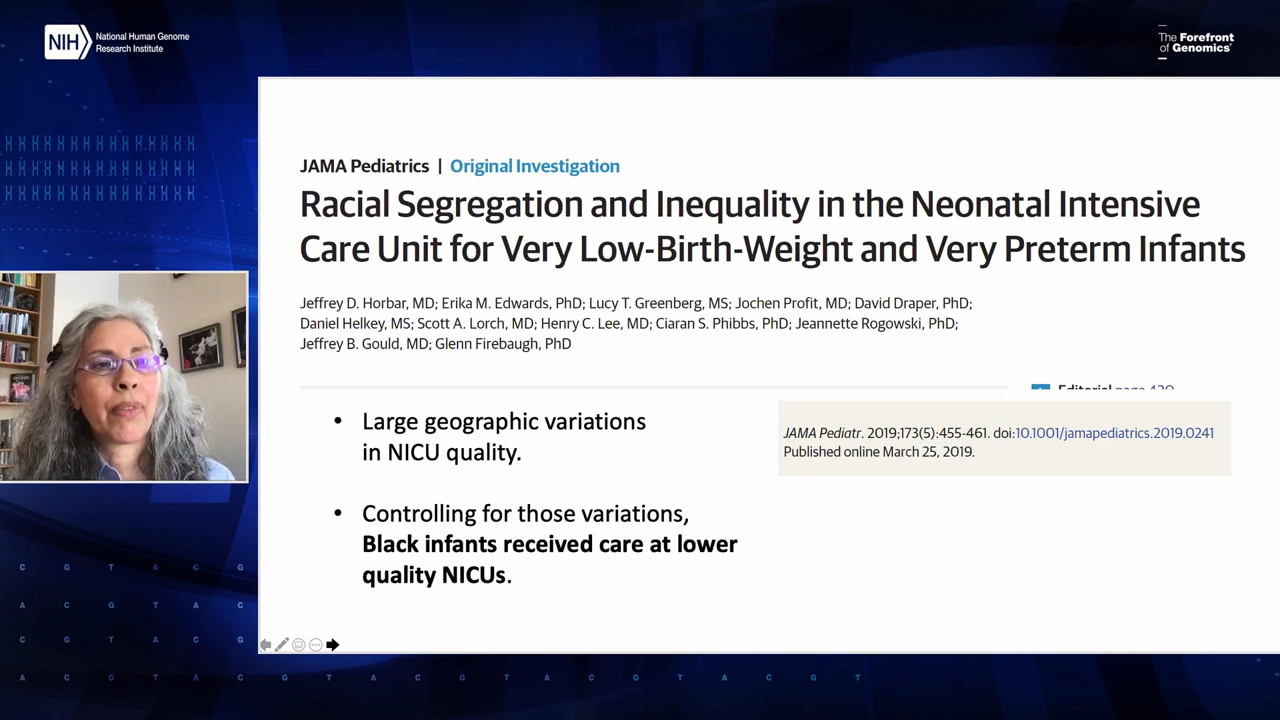 NIH
National Human Genome
Research Institute
The Forefront
of Genomics
JAMA Pediatrics | Original Investigation
Racial Segregation and Inequality in the Neonatal Intensive
Care Unit for Very Low-Birth-Weight and Very Preterm Infants
Jeffrey D. Horbar, MD; Erika M. Edwards, PhD; Lucy T. Greenberg, MS; Jochen Profit, MD; David Draper, PhD;
Daniel Helkey, MS; Scott A. Lorch, MD; Henry C. Lee, MD; Ciaran S. Phibbs, PhD; Jeannette Rogowski, PhD;
Jeffrey B. Gould, MD; Glenn Firebaugh, PhD
Editorial page 420
• Large geographic variations
in NICU quality.
JAMA Pediatr. 2019;173(5):455-461. doi:10.1001/jamapediatrics.2019.0241
Published online March 25, 2019.
• Controlling for those variations,
Black infants received care at lower
quality NICUs.
C G T A C G
A C G T A C
C G T A C G
A C G T A C G T A C G T A C G T A C G T